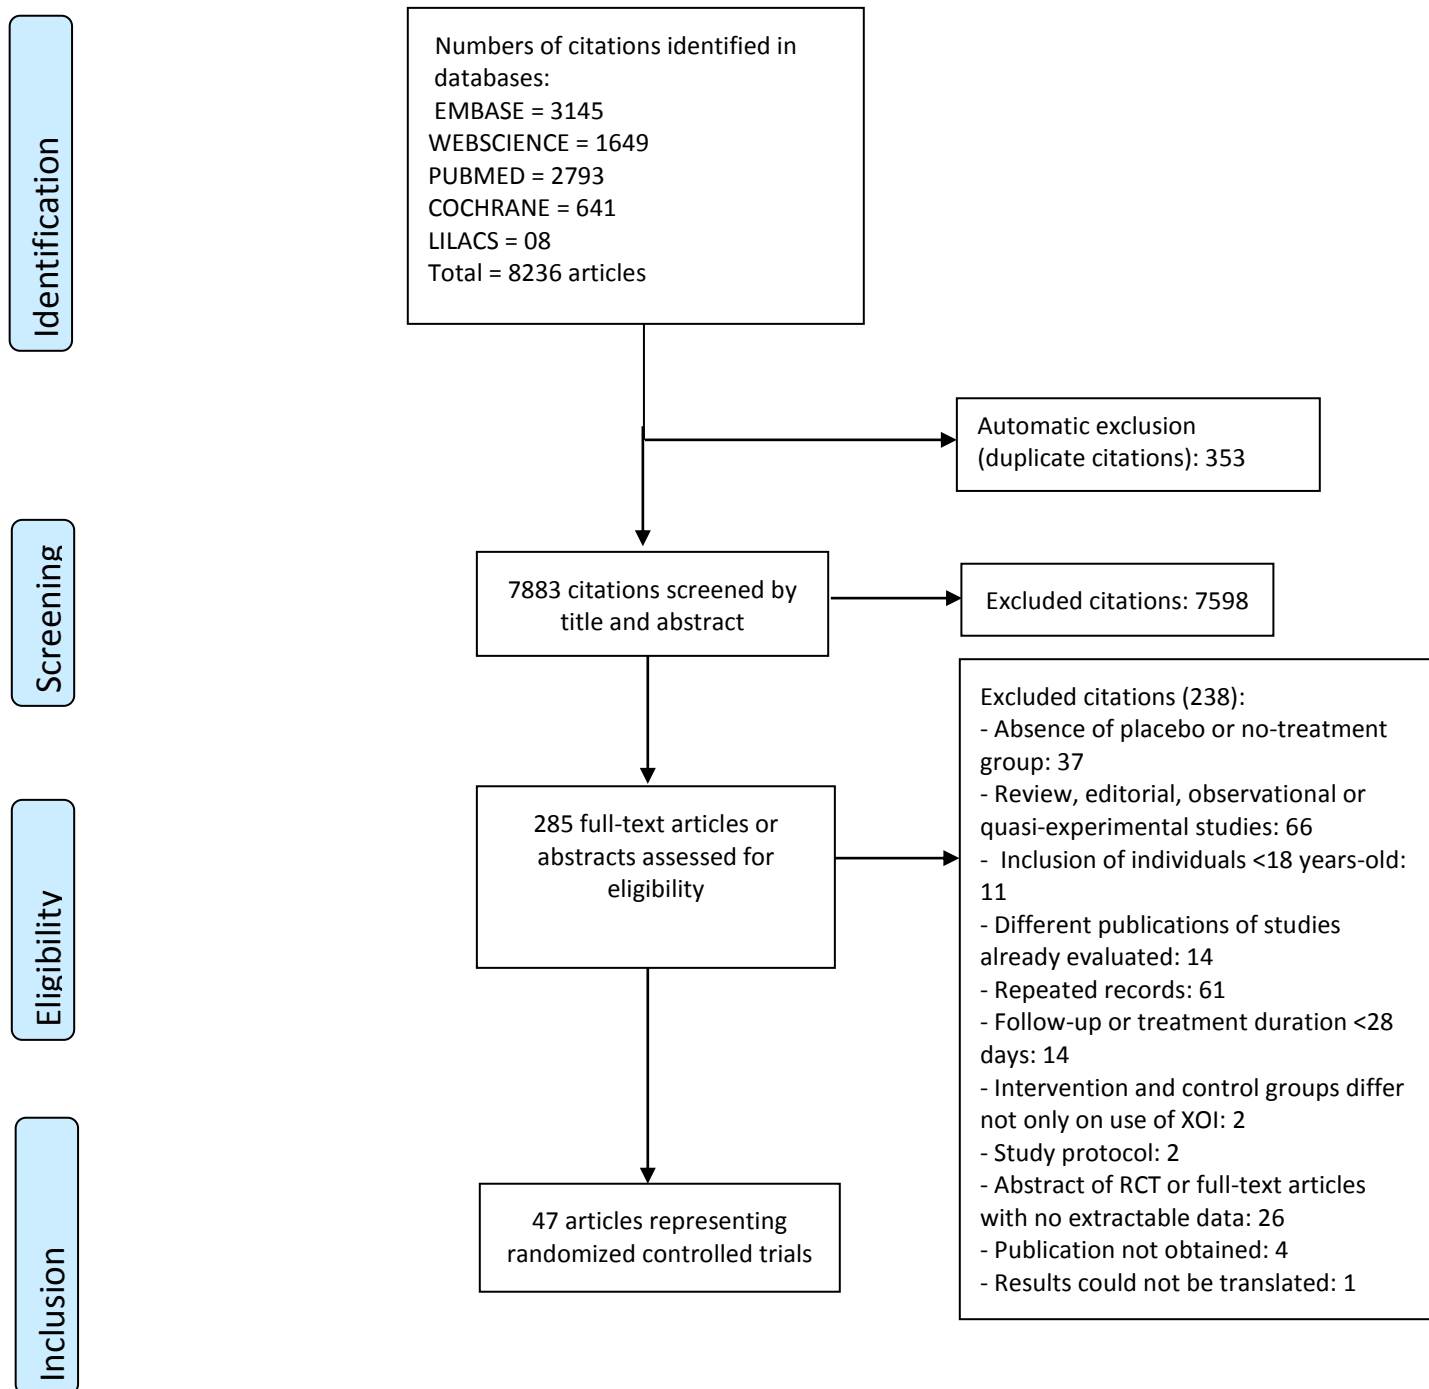 Identification
Numbers of citations identified in
databases:
EMBASE = 3145
WEBSCIENCE = 1649
PUBMED = 2793
COCHRANE = 641
LILACS = 08
Total = 8236 articles
Automatic exclusion
(duplicate citations): 353
Screening
7883 citations screened by
title and abstract
Excluded citations: 7598
Eligibility
285 full-text articles or
abstracts assessed for
eligibility
Excluded citations (238):
- Absence of placebo or no-treatment
group: 37
- Review, editorial, observational or
quasi-experimental studies: 66
- Inclusion of individuals <18 years-old:
11
- Different publications of studies
already evaluated: 14
- Repeated records: 61
- Follow-up or treatment duration <28
days: 14
- Intervention and control groups differ
not only on use of XOI: 2
- Study protocol: 2
- Abstract of RCT or full-text articles
with no extractable data: 26
- Publication not obtained: 4
- Results could not be translated: 1
Inclusion
47 articles representing
randomized controlled trials